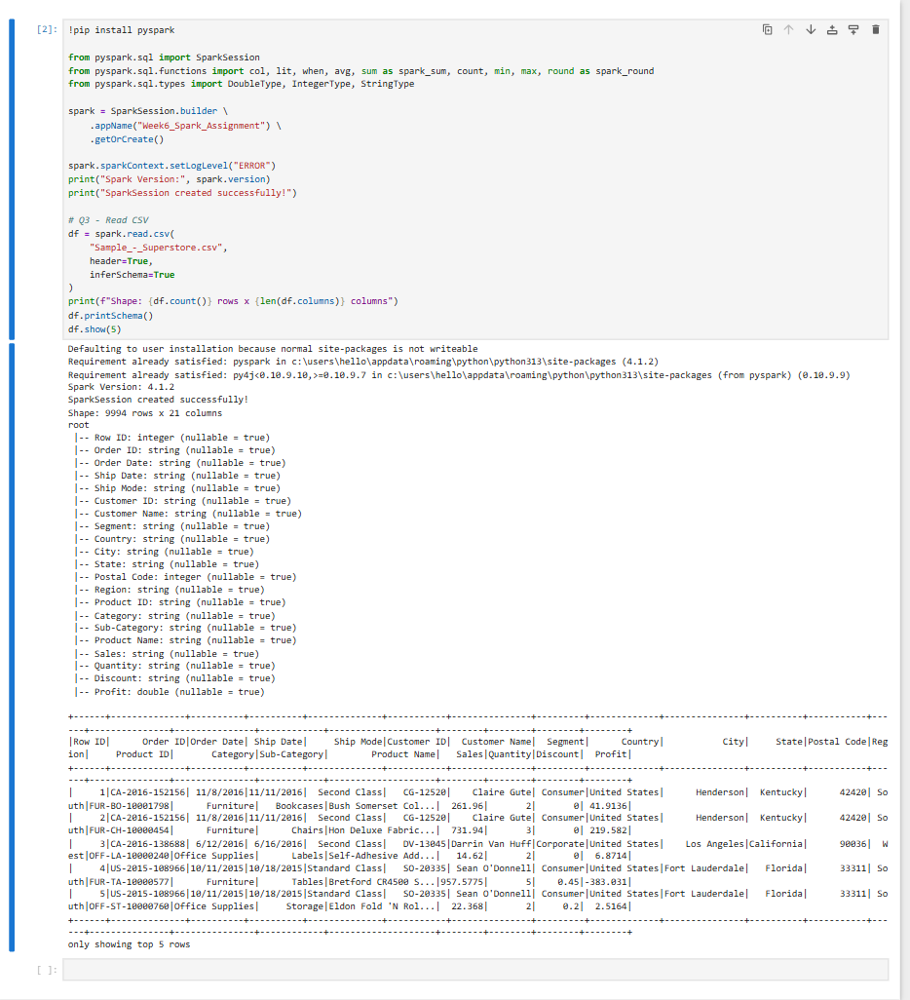 [2]:
!pip install pyspark
from pyspark.sql import SparkSession
from pyspark.sql.functions import col, lit, when, avg, sum as spark_sum, count, min, max, round as spark_round
from pyspark.sql.types import DoubleType, IntegerType, StringType
spark = SparkSession.builder \
    .appName("Week6_Spark_Assignment") \
    .getOrCreate()
spark.sparkContext.setLogLevel("ERROR")
print("Spark Version:", spark.version)
print("SparkSession created successfully!")
# Q3 - Read CSV
df = spark.read.csv(
    "Sample_-_Superstore.csv",
    header=True,
    inferSchema=True
)
print(f"Shape: {df.count()} rows x {len(df.columns)} columns")
df.printSchema()
df.show(5)
Defaulting to user installation because normal site-packages is not writeable
Requirement already satisfied: pyspark in c:\users\hello\appdata\roaming\python\python313\site-packages (4.1.2)
Requirement already satisfied: py4j<0.10.9.10,>=0.10.9.7 in c:\users\hello\appdata\roaming\python\python313\site-packages (from pyspark) (0.10.9.9)
Spark Version: 4.1.2
SparkSession created successfully!
Shape: 9994 rows x 21 columns
root
 |-- Row ID: integer (nullable = true)
 |-- Order ID: string (nullable = true)
 |-- Order Date: string (nullable = true)
 |-- Ship Date: string (nullable = true)
 |-- Ship Mode: string (nullable = true)
 |-- Customer ID: string (nullable = true)
 |-- Customer Name: string (nullable = true)
 |-- Segment: string (nullable = true)
 |-- Country: string (nullable = true)
 |-- City: string (nullable = true)
 |-- State: string (nullable = true)
 |-- Postal Code: integer (nullable = true)
 |-- Region: string (nullable = true)
 |-- Product ID: string (nullable = true)
 |-- Category: string (nullable = true)
 |-- Sub-Category: string (nullable = true)
 |-- Product Name: string (nullable = true)
 |-- Sales: string (nullable = true)
 |-- Quantity: string (nullable = true)
 |-- Discount: string (nullable = true)
 |-- Profit: double (nullable = true)
+------+--------------+----------+----------+--------------+-----------+---------------+---------+-------------+---------------+----------+-----------+---
---+---------------+---------------+------------+--------------------+--------+--------+--------+--------+
|Row ID|      Order ID|Order Date| Ship Date|     Ship Mode|Customer ID|  Customer Name|  Segment|      Country|           City|     State|Postal Code|Reg
ion|     Product ID|       Category|Sub-Category|        Product Name|   Sales|Quantity|Discount|  Profit|
+------+--------------+----------+----------+--------------+-----------+---------------+---------+-------------+---------------+----------+-----------+---
---+---------------+---------------+------------+--------------------+--------+--------+--------+--------+
|     1|CA-2016-152156| 11/8/2016|11/11/2016|  Second Class|   CG-12520|    Claire Gute| Consumer|United States|      Henderson|  Kentucky|      42420| So
uth|FUR-BO-10001798|      Furniture|   Bookcases|Bush Somerset Col...|  261.96|       2|       0| 41.9136|
|     2|CA-2016-152156| 11/8/2016|11/11/2016|  Second Class|   CG-12520|    Claire Gute| Consumer|United States|      Henderson|  Kentucky|      42420| So
uth|FUR-CH-10000454|      Furniture|      Chairs|Hon Deluxe Fabric...|  731.94|       3|       0| 219.582|
|     3|CA-2016-138688| 6/12/2016| 6/16/2016|  Second Class|   DV-13045|Darrin Van Huff|Corporate|United States|    Los Angeles|California|      90036|  W
est|OFF-LA-10000240|Office Supplies|      Labels|Self-Adhesive Add...|   14.62|       2|       0|  6.8714|
|     4|US-2015-108966|10/11/2015|10/18/2015|Standard Class|   SO-20335| Sean O'Donnell| Consumer|United States|Fort Lauderdale|   Florida|      33311| So
uth|FUR-TA-10000577|      Furniture|      Tables|Bretford CR4500 S...|957.5775|       5|    0.45|-383.031|
|     5|US-2015-108966|10/11/2015|10/18/2015|Standard Class|   SO-20335| Sean O'Donnell| Consumer|United States|Fort Lauderdale|   Florida|      33311| So
uth|OFF-ST-10000760|Office Supplies|     Storage|Eldon Fold 'N Rol...|  22.368|       2|     0.2|  2.5164|
+------+--------------+----------+----------+--------------+-----------+---------------+---------+-------------+---------------+----------+-----------+---
---+---------------+---------------+------------+--------------------+--------+--------+--------+--------+
only showing top 5 rows
[ ]: